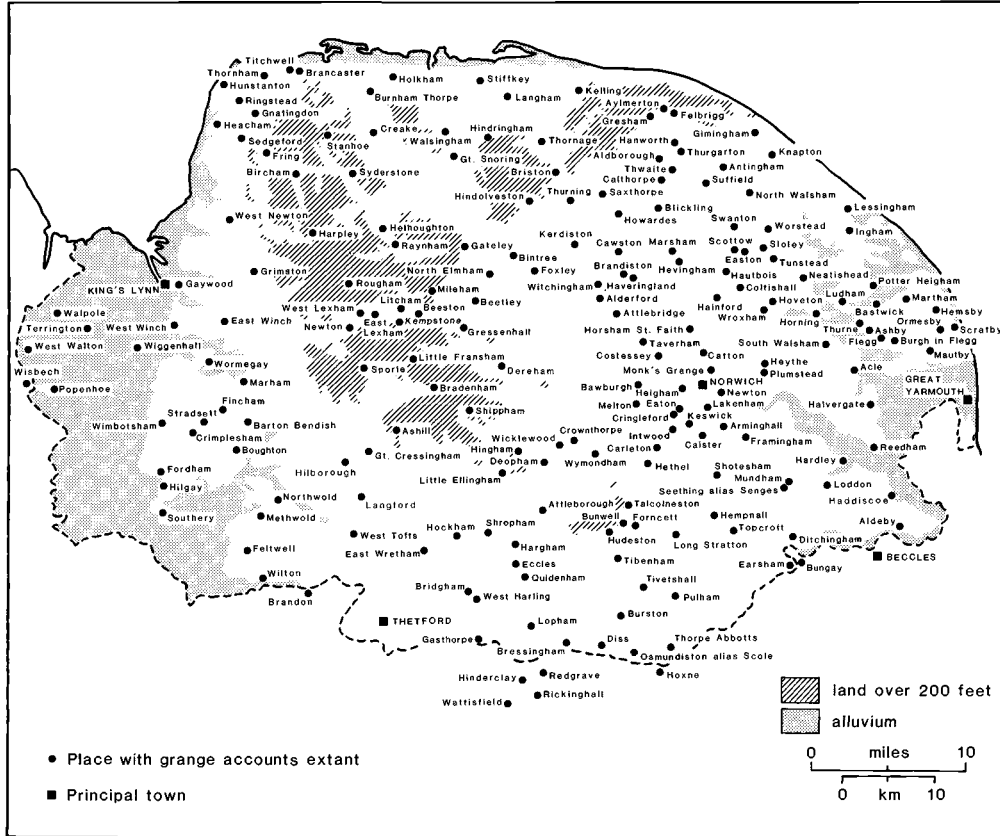 Titchwell
Thornham
Brancaster
Holkham
Stiffkey
Hunstanton
Burnham Thorpe
Langham
Kelling
Ringstead
Aylmerton
Gnatingdon
Gresham
Felbrigg
Heacham
Creake
Hindringham
Gimingham
Sedgeford
Stanhoe
Walsingham
Thornage
Hanworth
Fring
Gt. Snoring
Aldborough
Thurgarton
Knapton
Bircham
Syderstone
Briston
Thwaite
Antingham
Calthorpe
Suffield
Hindolveston
Thurning
Saxthorpe
North Walsham
West Newton
Blickling
Lessingham
Howardes
Swanton
Worstead
Ingham
Harpley
Helhoughton
Kerdiston
Raynham
Gateley
Cawston
Marsham
Scottow
Sloley
Bintree
Easton
Tunstead
Grimston
North Elmham
Foxley
Brandiston
Hevingham
Hautbois
Neatishead
KING'S LYNN
Gaywood
Rougham
Mileham
Witchingham
Haveringland
Coltishall
Potter Heigham
Litcham
Beetley
Alderford
Hainford
Hoveton
Ludham
Martham
Walpole
West Lexham
Beeston
Attlebridge
Wroxham
Bastwick
Hemsby
Terrington
West Winch
East Winch
Newton
East
Lexham
Kempstone
Gressenhall
Horsham St. Faith
Horning
Thurne
Ashby
Ormesby
Scratby
West Walton
Wiggenhall
Taverham
South Walsham
Flegg
Burgh in Flegg
Wormegay
Little Fransham
Costessey
Catton
Heythe
Mautby
Wisbech
Sporle
Dereham
Monk's Grange
Plumstead
Acle
Popenhoe
Marham
Bradenham
Bawburgh
NORWICH
GREAT
YARMOUTH
Heigham
Newton
Fincham
Shippham
Melton
Eaton
Lakenham
Halvergate
Stradsett
Cringleford
Keswick
Wimbotsham
Barton Bendish
Ashill
Crownthorpe
Intwood
Arminghall
Crimplesham
Wicklewood
Caister
Framingham
Boughton
Gt. Cressingham
Hingham
Carleton
Reedham
Hilborough
Deopham
Wymondham
Hethel
Shotesham
Hardley
Fordham
Little Ellingham
Mundham
Hilgay
Seething alias Senges
Loddon
Northwold
Langford
Attleborough
Talcolneston
Haddiscoe
Southery
Methwold
Bunwell
Forncett
Hempnall
Aldeby
Hockham
Shropham
Topcroft
West Tofts
Hudeston
Long Stratton
Ditchingham
Feltwell
East Wretham
Hargham
BECCLES
Eccles
Tibenham
Earsham
Bungay
Wilton
Quidenham
Tivetshall
Brandon
Bridgham
West Harling
Pulham
THETFORD
Lopham
Burston
Gasthorpe
Diss
Thorpe Abbotts
Bressingham
Osmundiston alias Scole
Hinderclay
Redgrave
Hoxne
Wattisfield
Rickinghall
land over 200 feet
alluvium
Place with grange accounts extant
0 miles 10
Principal town
0 km 10